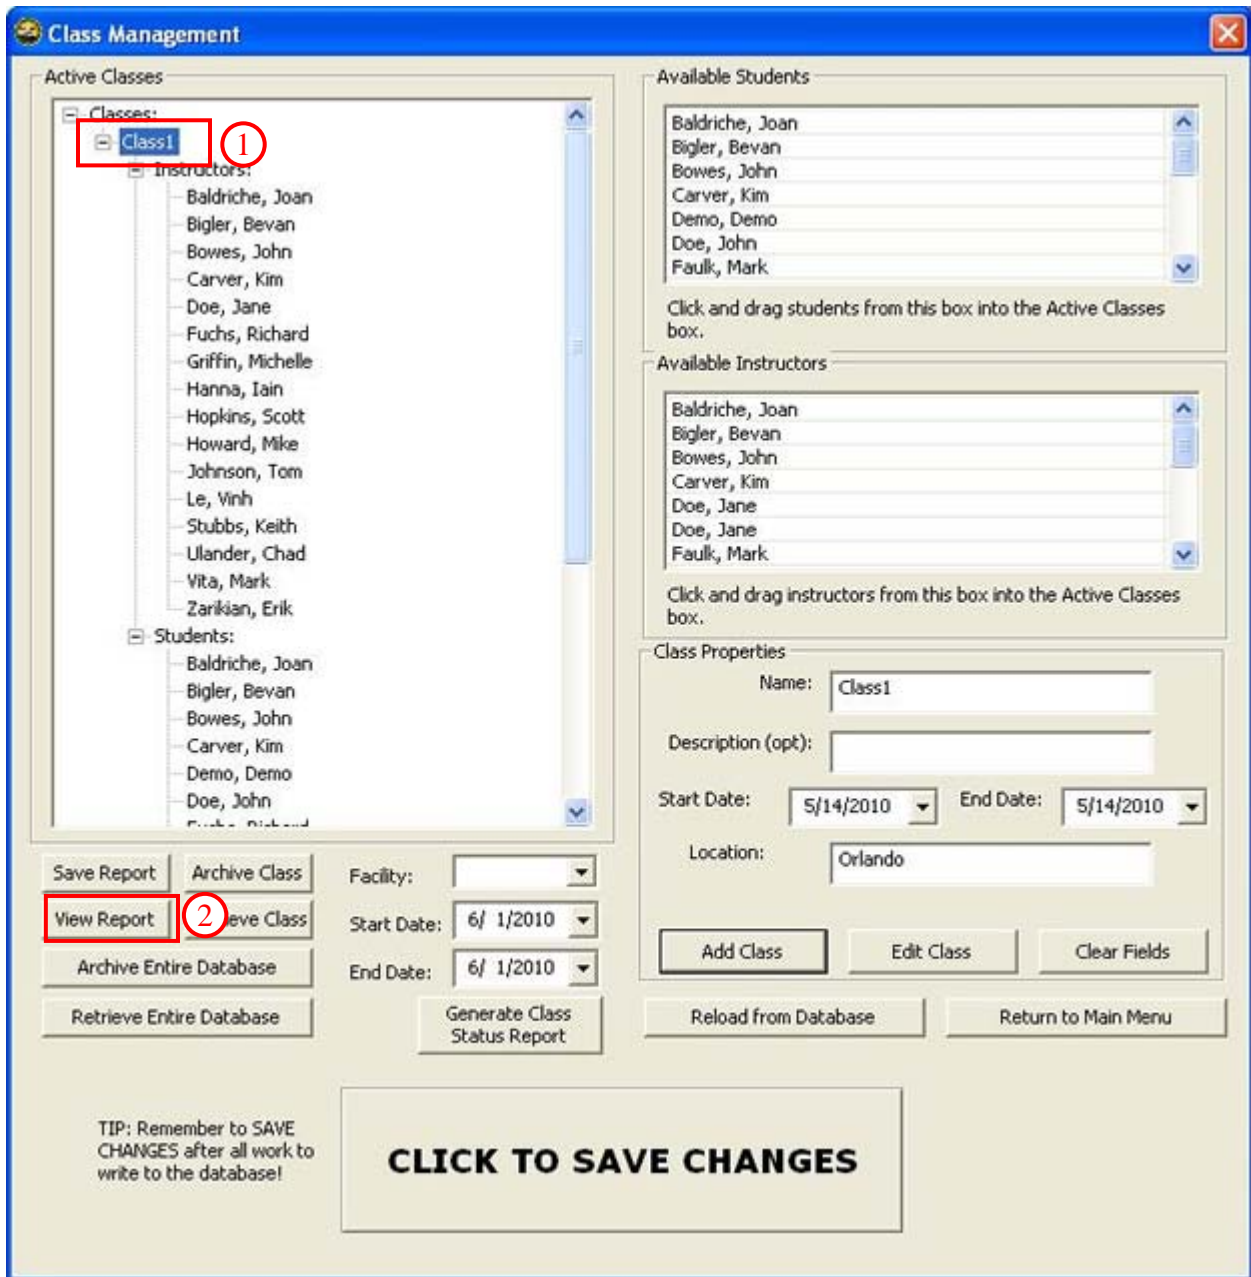 Class Management
Active Classes
Classes:
Class1
1
Instructors:
Baldriche, Joan
Bigler, Bevan
Bowes, John
Carver, Kim
Doe, Jane
Fuchs, Richard
Griffin, Michelle
Hanna, Iain
Hopkins, Scott
Howard, Mike
Johnson, Tom
Le, Vinh
Stubbs, Keith
Ulander, Chad
Vita, Mark
Zarikian, Erik
Students:
Baldriche, Joan
Bigler, Bevan
Bowes, John
Carver, Kim
Demo, Demo
Doe, John
Available Students
Baldriche, Joan
Bigler, Bevan
Bowes, John
Carver, Kim
Demo, Demo
Doe, John
Faulk, Mark
Click and drag students from this box into the Active Classes
box.
Available Instructors
Baldriche, Joan
Bigler, Bevan
Bowes, John
Carver, Kim
Doe, Jane
Doe, Jane
Faulk, Mark
Click and drag instructors from this box into the Active Classes
box.
Class Properties
Name: Class1
Description (opt):
Start Date: 5/14/2010 End Date: 5/14/2010
Location: Orlando
Add Class Edit Class Clear Fields
Save Report Archive Class Facility:
View Report 2 eve Class Start Date: 6/ 1/2010
Archive Entire Database End Date: 6/ 1/2010
Retrieve Entire Database
Generate Class
Status Report
Reload from Database Return to Main Menu
TIP: Remember to SAVE
CHANGES after all work to
write to the database!
CLICK TO SAVE CHANGES